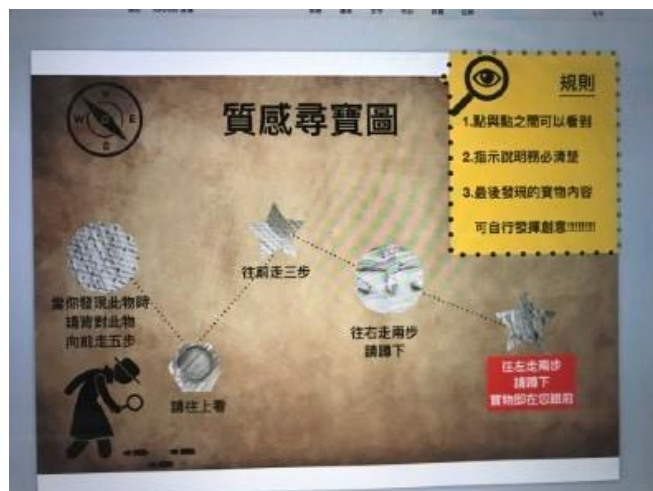 質感尋寶圖
規則
1.點與點之間可以看到
2.指示說明務必清楚
3.最後發現的寶物內容
可自行發揮創意!!!!!!!!!
N
W
E
S
當你發現此物時
請背對此物
向前走五步
請往上看
往前走三步
往右走兩步
請蹲下
往左走兩步
請蹲下
寶物即在您眼前